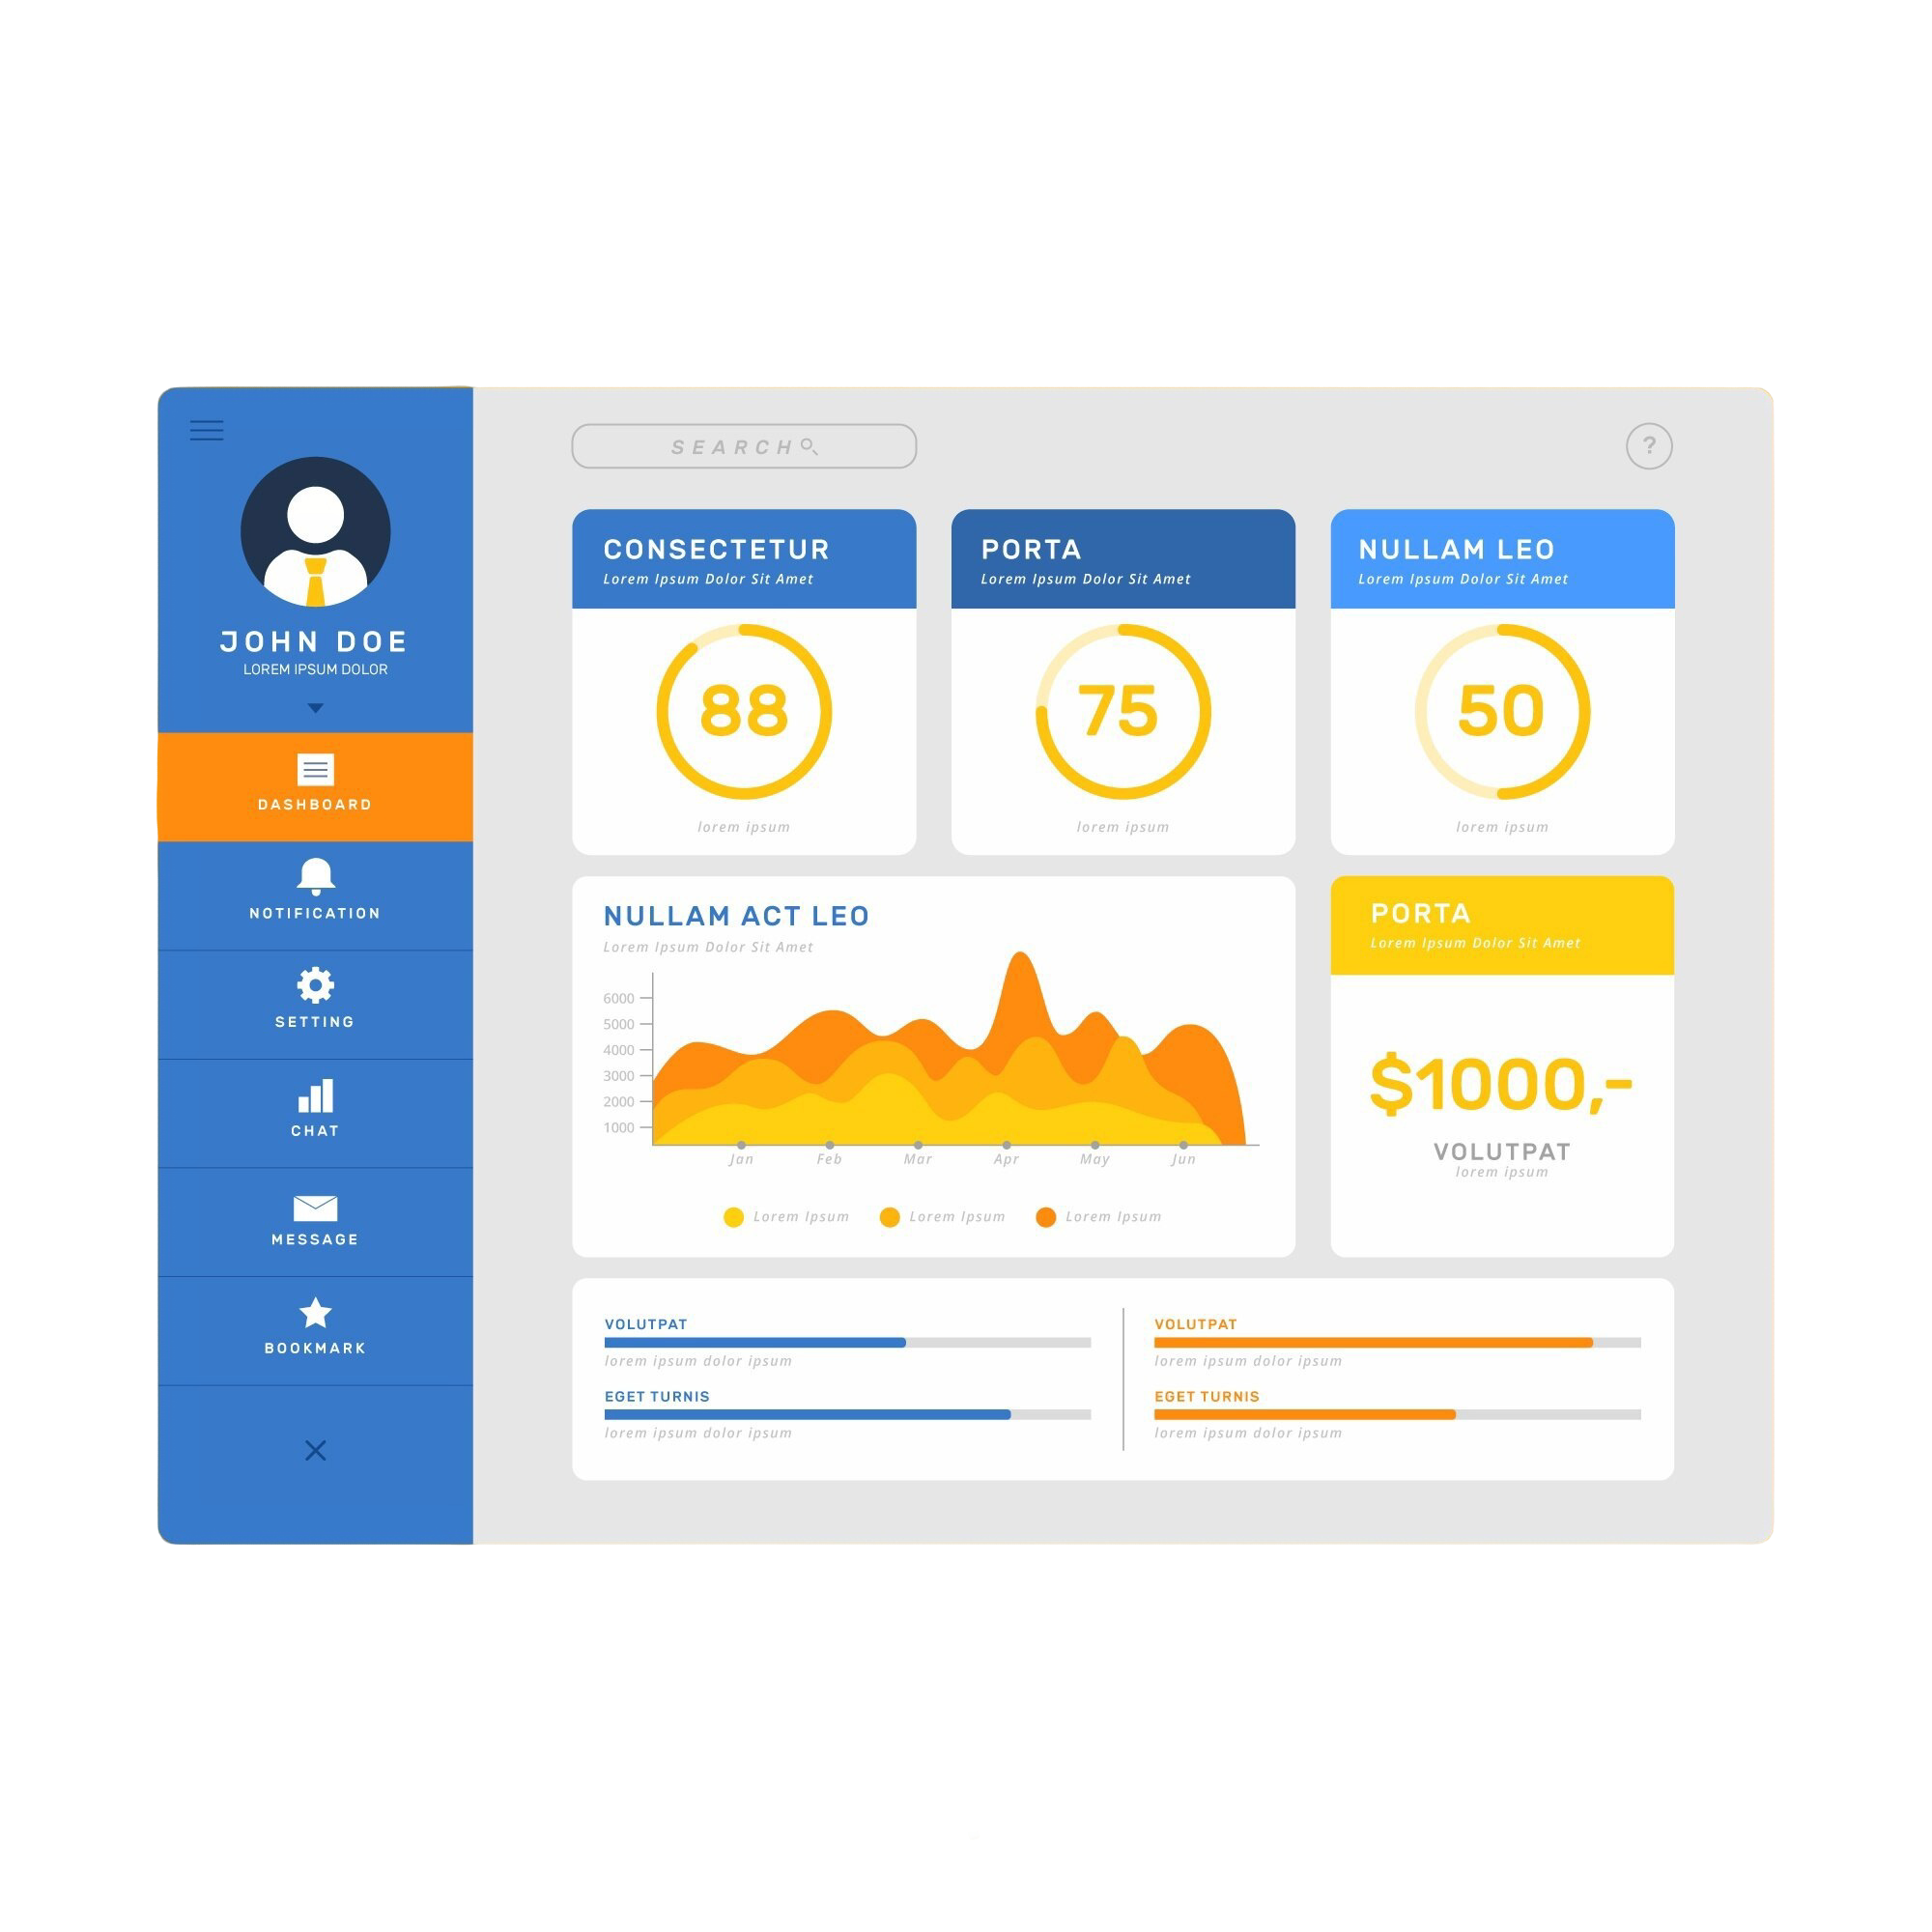 JOHN DOE
LOREM IPSUM DOLOR
DASHBOARD
NOTIFICATION
SETTING
CHAT
MESSAGE
BOOKMARK
SEARCH
?
CONSECTETUR
Lorem Ipsum Dolor Sit Amet
88
lorem ipsum
PORTA
Lorem Ipsum Dolor Sit Amet
75
lorem ipsum
NULLAM LEO
Lorem Ipsum Dolor Sit Amet
50
lorem ipsum
NULLAM ACT LEO
Lorem Ipsum Dolor Sit Amet
6000
5000
4000
3000
2000
1000
Jan Feb Mar Apr May Jun
Lorem Ipsum Lorem Ipsum Lorem Ipsum
PORTA
Lorem Ipsum Dolor Sit Amet
$1000,-
VOLUTPAT
lorem ipsum
VOLUTPAT
lorem ipsum dolor ipsum
EGET TURNIS
lorem ipsum dolor ipsum
VOLUTPAT
lorem ipsum dolor ipsum
EGET TURNIS
lorem ipsum dolor ipsum